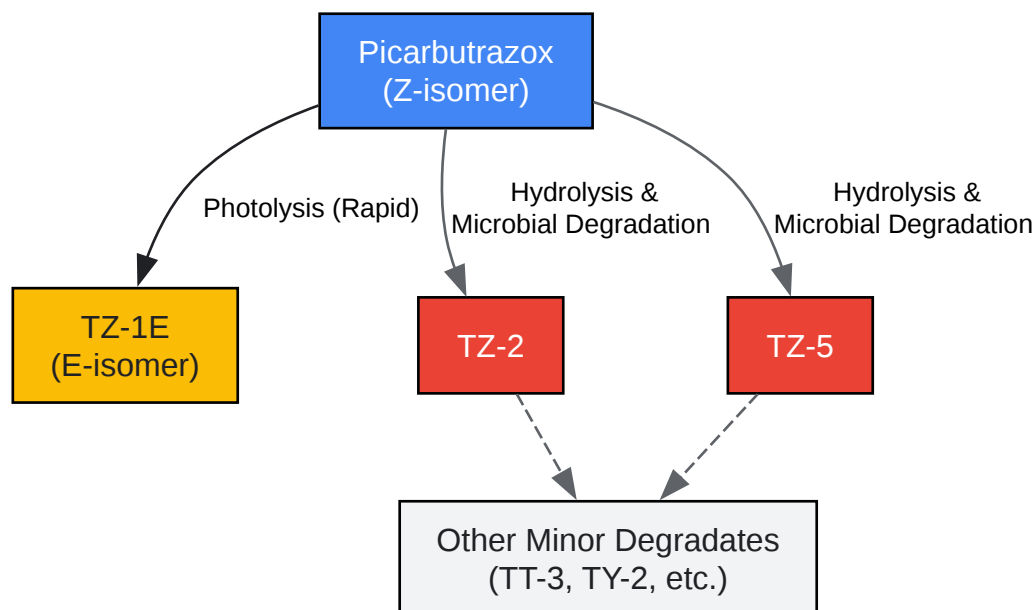 Picarbutrazox
(Z-isomer)
Photolysis (Rapid)
Hydrolysis &
Microbial Degradation
Hydrolysis &
Microbial Degradation
TZ-1E
(E-isomer)
TZ-2
TZ-5
Other Minor Degradates
(TT-3, TY-2, etc.)